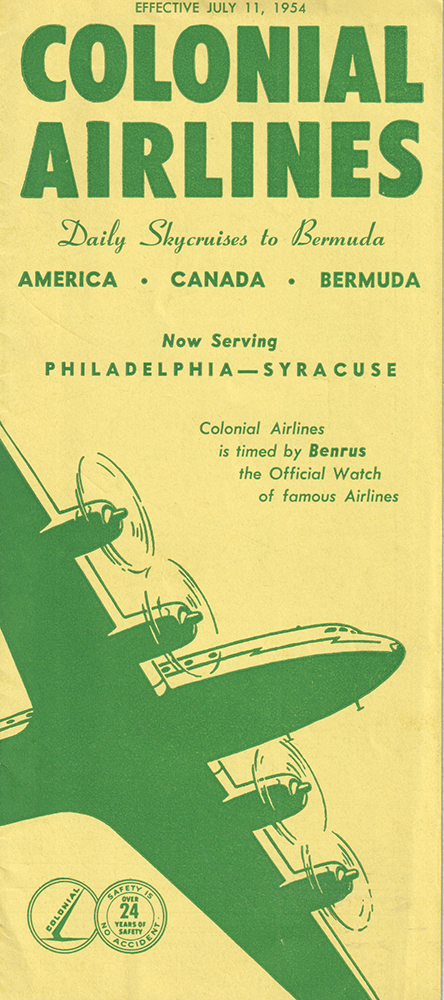 EFFECTIVE JULY 11, 1954
COLONIAL
AIRLINES
Daily Skycruises to Bermuda
AMERICA • CANADA • BERMUDA
Now Serving
PHILADELPHIA—SYRACUSE
Colonial Airlines
is timed by Benrus
the Official Watch
of famous Airlines
COLONIAL
SAFETY IS
OVER
24
YEARS OF
SAFETY
NO ACCIDENT